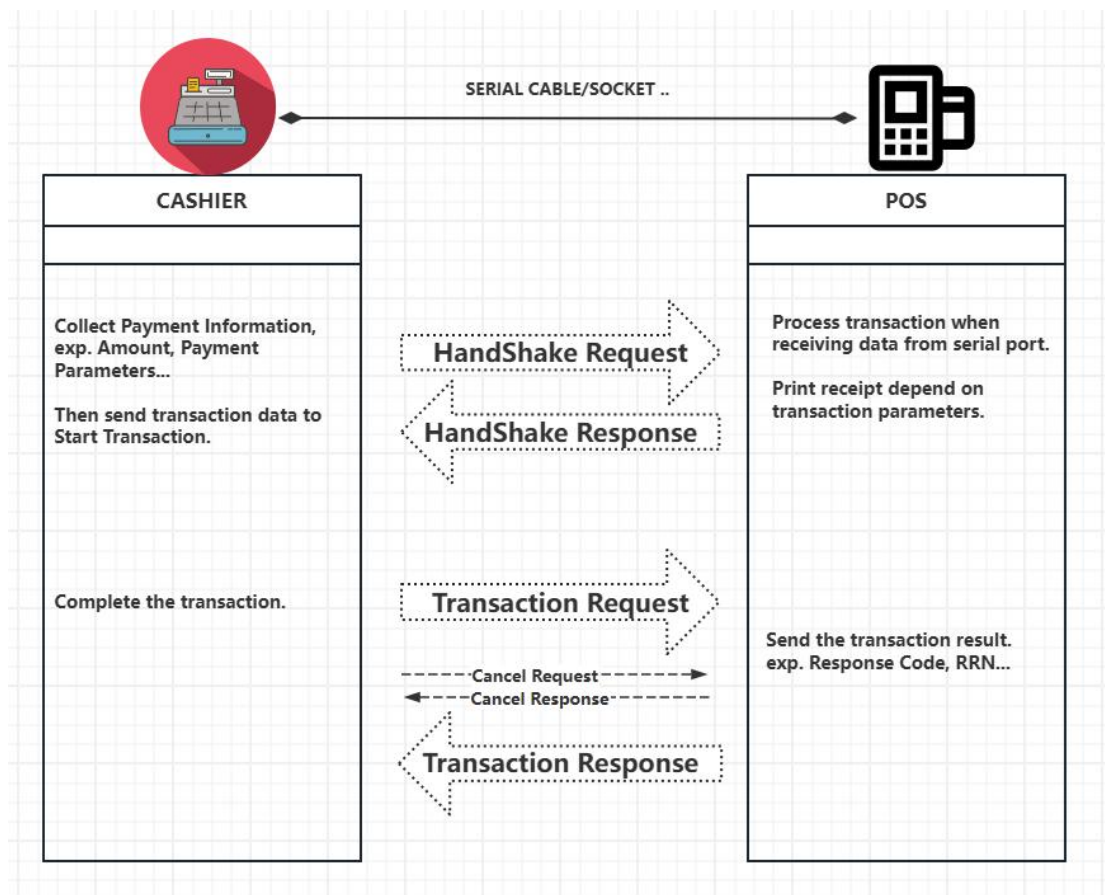 SERIAL CABLE/SOCKET ..
CASHIER
POS
Collect Payment Information,
exp. Amount, Payment
Parameters...
Then send transaction data to
Start Transaction.
HandShake Request
HandShake Response
Process transaction when
receiving data from serial port.
Print receipt depend on
transaction parameters.
Complete the transaction.
Transaction Request
Send the transaction result.
exp. Response Code, RRN...
Cancel Request
Cancel Response
Transaction Response